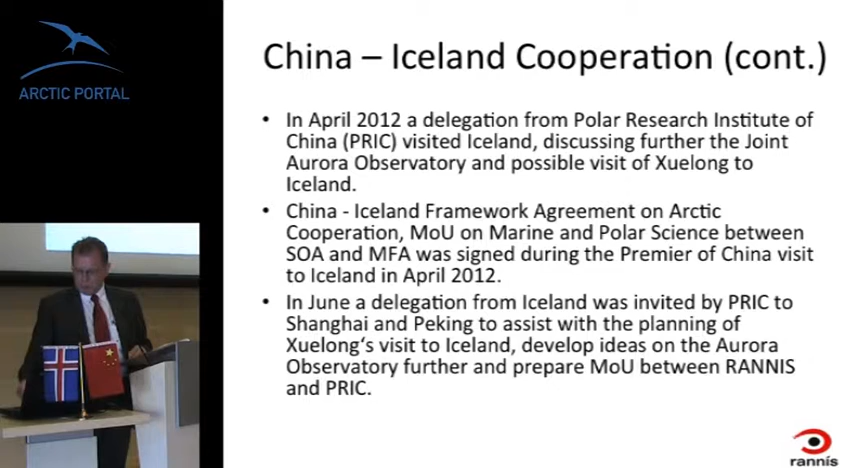 ARCTIC PORTAL
China – Iceland Cooperation (cont.)
• In April 2012 a delegation from Polar Research Institute of
China (PRIC) visited Iceland, discussing further the Joint
Aurora Observatory and possible visit of Xuelong to
Iceland.
• China - Iceland Framework Agreement on Arctic
Cooperation, MoU on Marine and Polar Science between
SOA and MFA was signed during the Premier of China visit
to Iceland in April 2012.
• In June a delegation from Iceland was invited by PRIC to
Shanghai and Peking to assist with the planning of
Xuelong‘s visit to Iceland, develop ideas on the Aurora
Observatory further and prepare MoU between RANNIS
and PRIC.
rannís